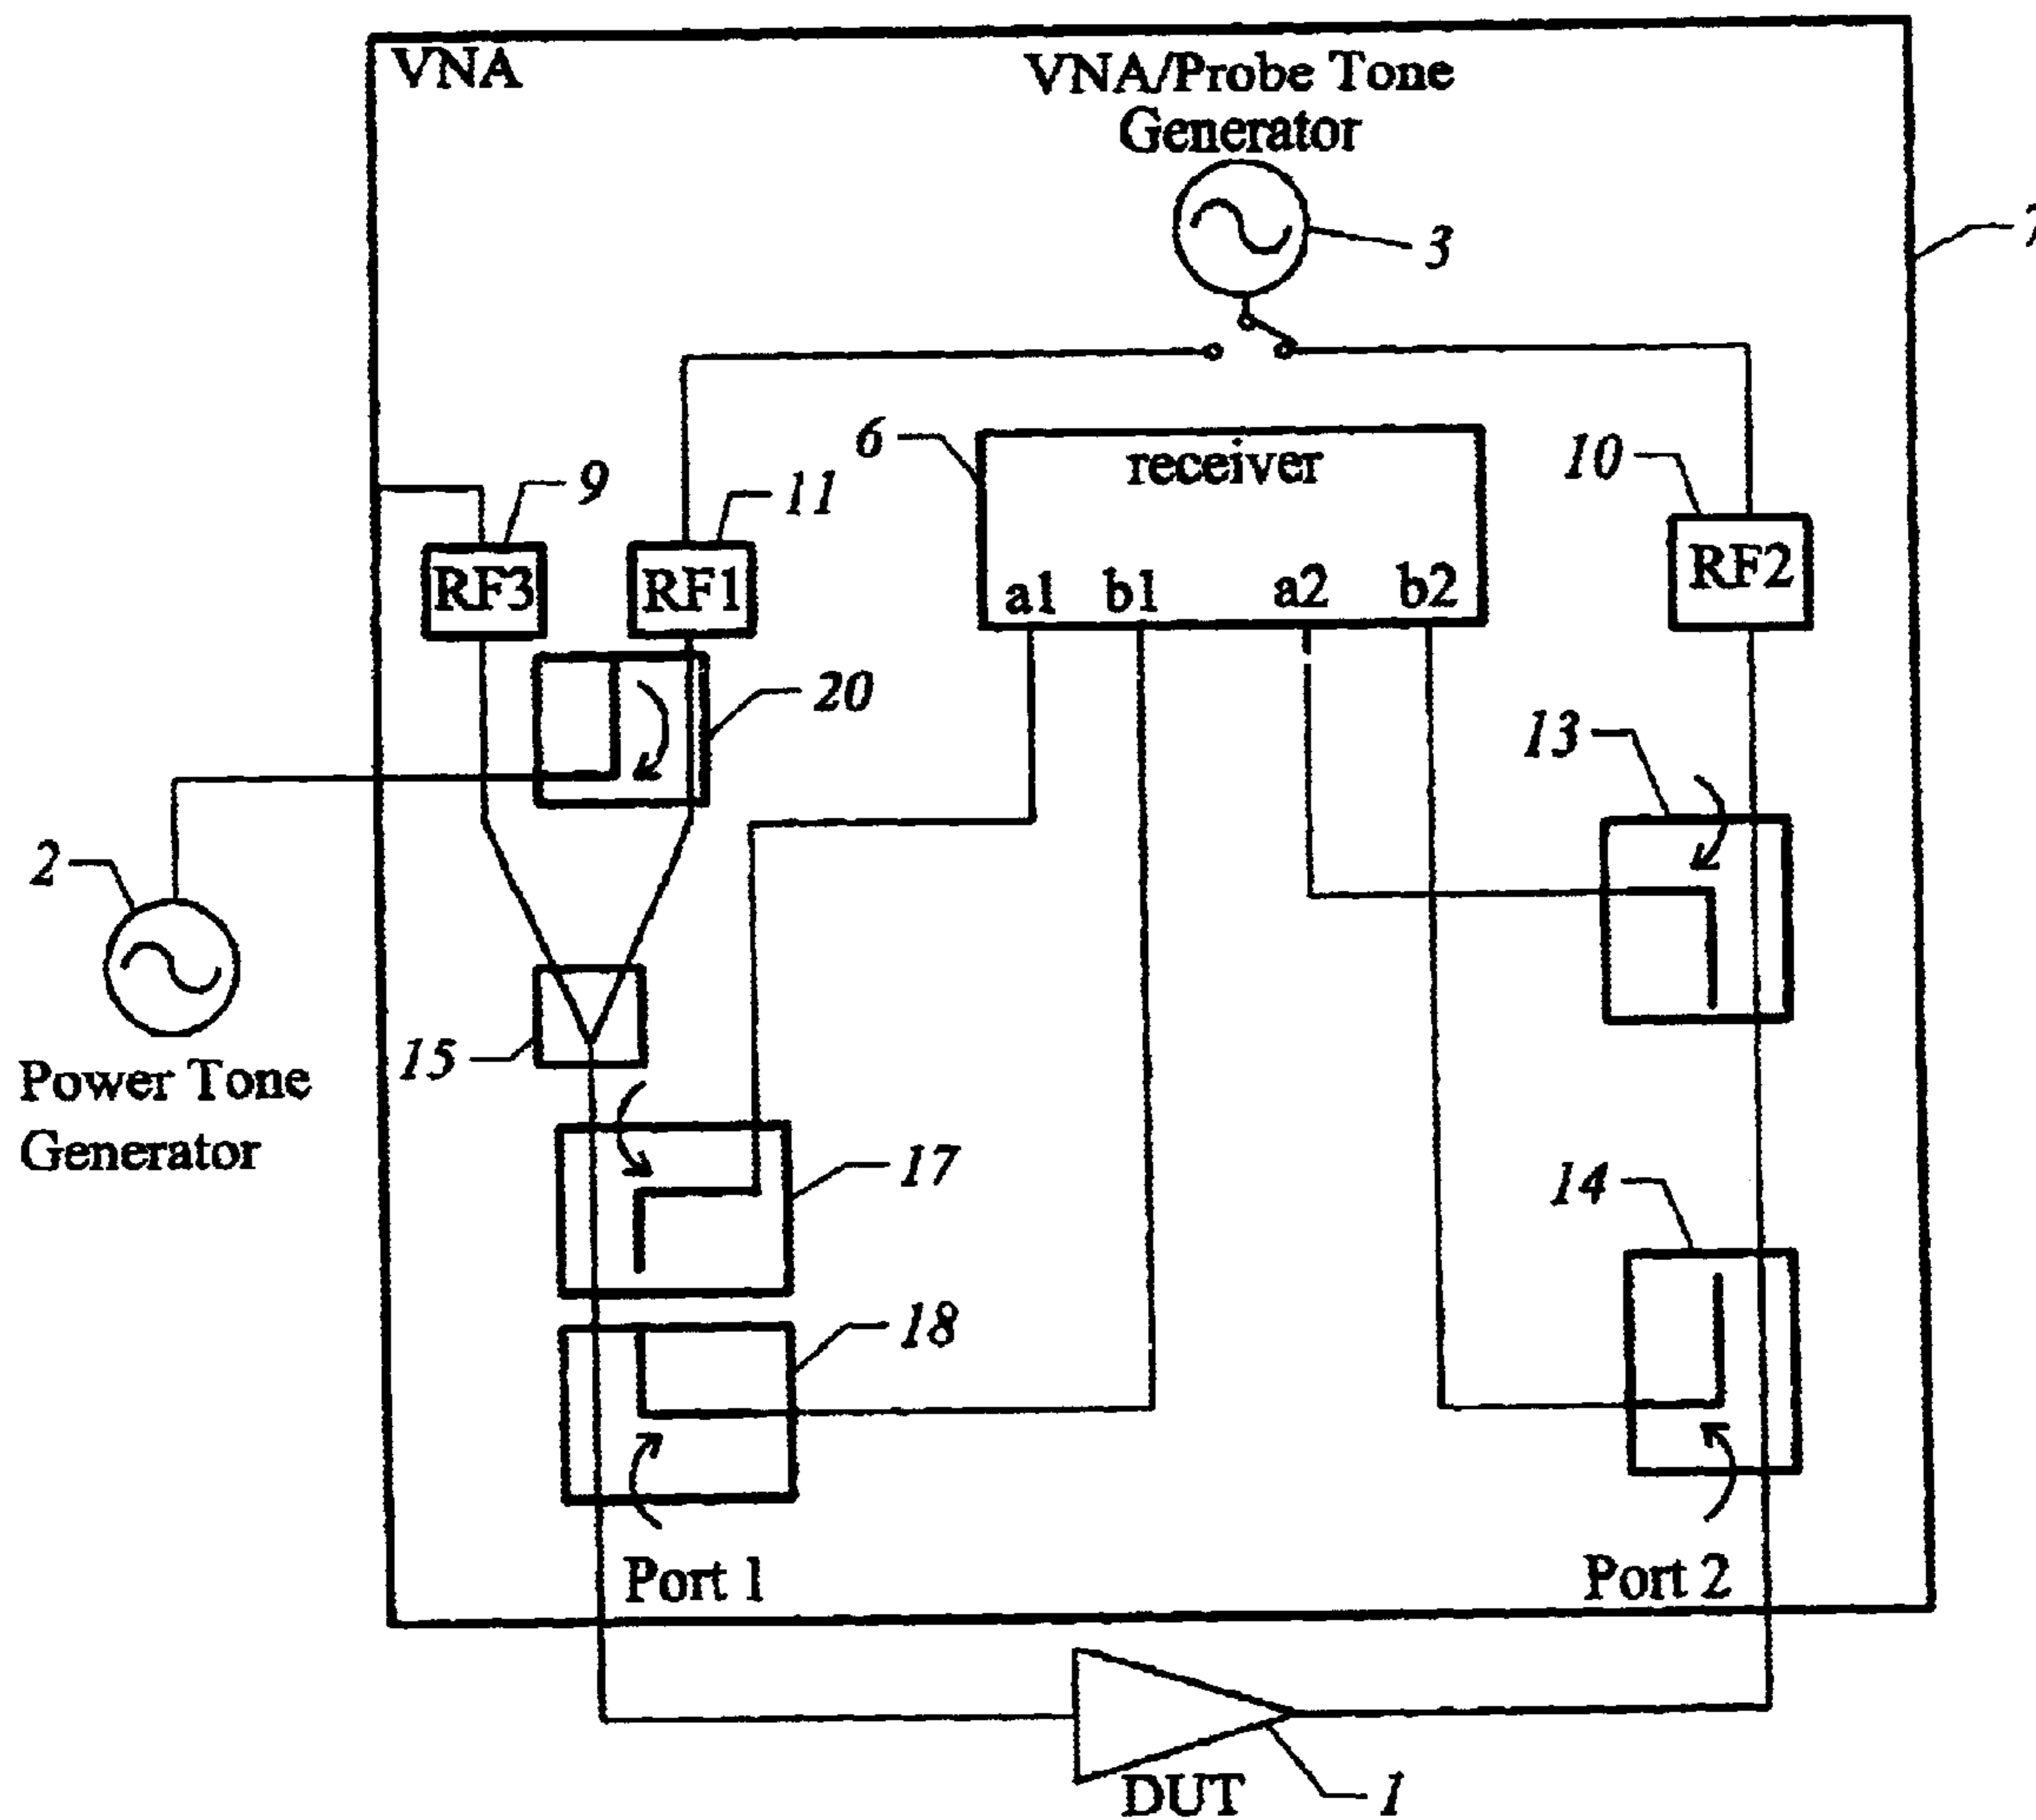 VNA
VNA/Probe Tone
Generator
3
7
6
receiver
a1 b1 a2 b2
9
11
10
RF3
RF1
RF2
20
13
2
15
Power Tone
Generator
17
14
18
Port 1
Port 2
DUT
1